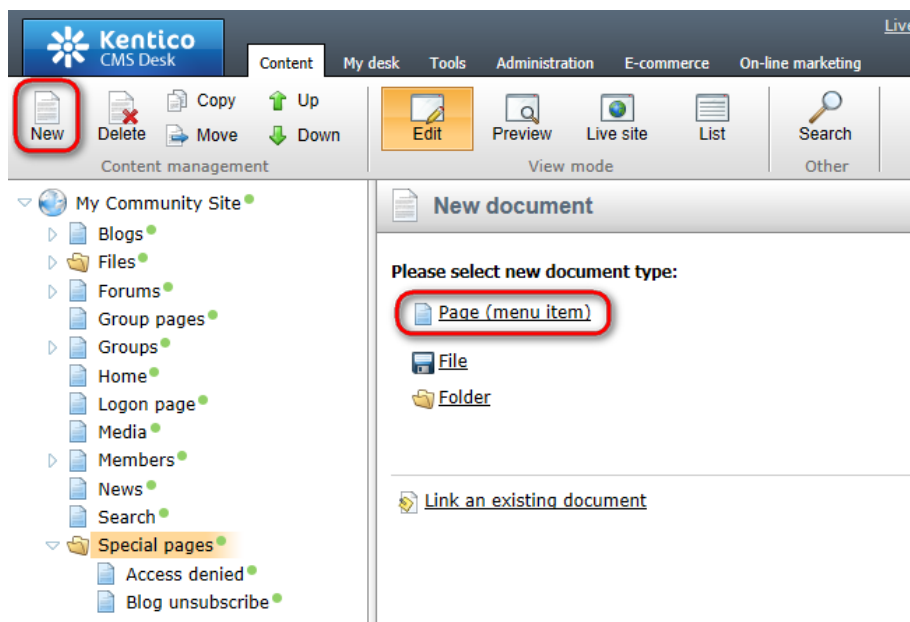 Live
Kentico
CMS Desk
Content My desk Tools Administration E-commerce On-line marketing
New Delete Copy Move Up Down
Content management
Edit Preview Live site List
View mode
Search
Other
My Community Site
Blogs
Files
Forums
Group pages
Groups
Home
Logon page
Media
Members
News
Search
Special pages
Access denied
Blog unsubscribe
New document
Please select new document type:
Page (menu item)
File
Folder
Link an existing document